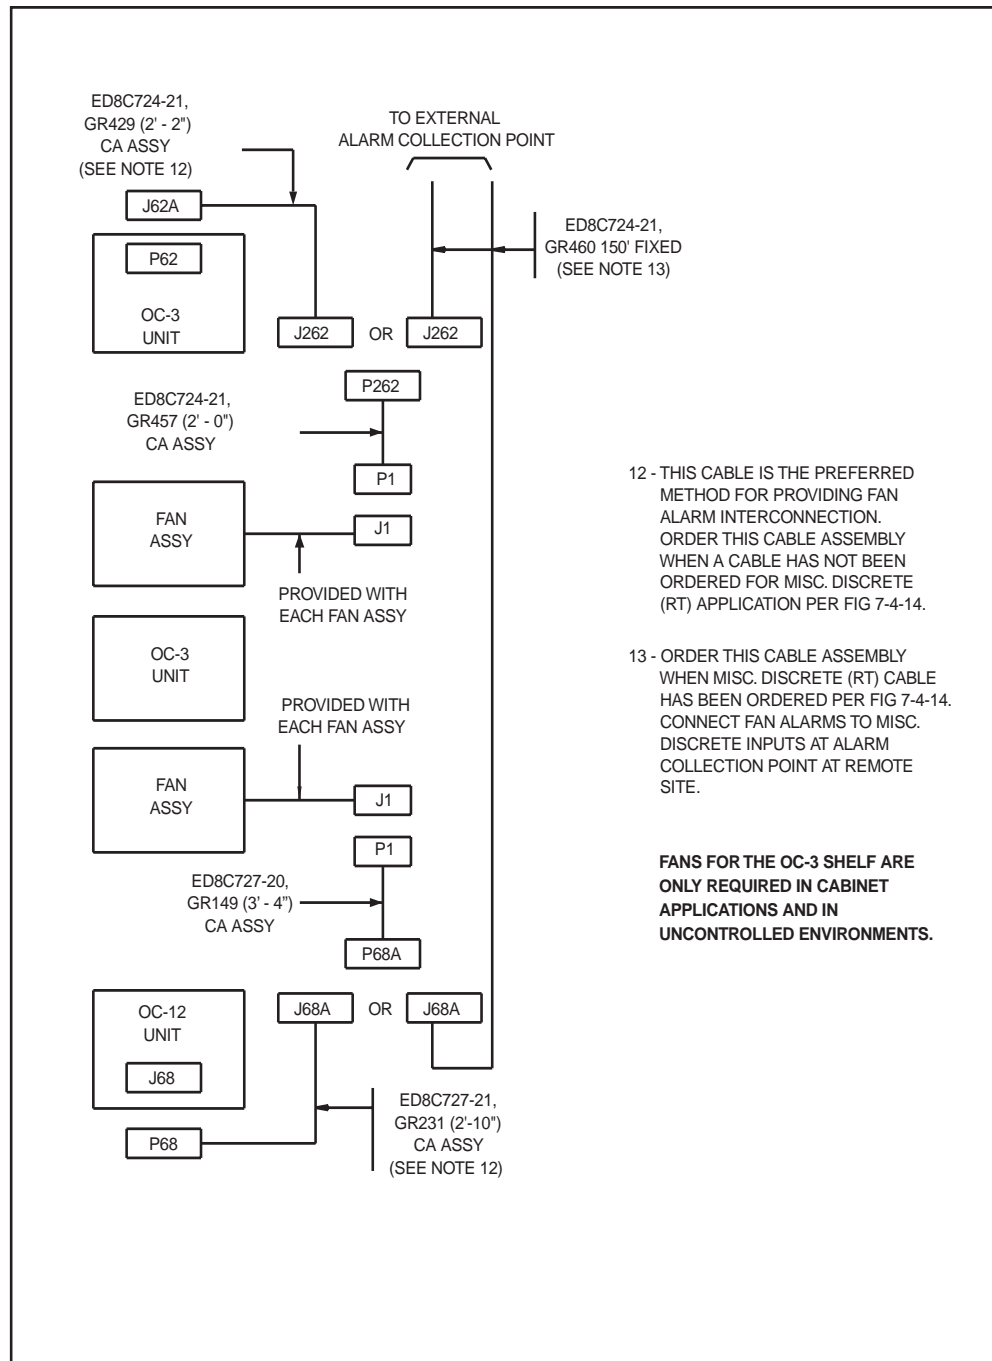 ED8C724-21,
GR429 (2' - 2")
CA ASSY
(SEE NOTE 12)
TO EXTERNAL
ALARM COLLECTION POINT
J62A
P62
OC-3
UNIT
ED8C724-21,
GR460 150' FIXED
(SEE NOTE 13)
J262
OR
J262
P262
ED8C724-21,
GR457 (2' - 0")
CA ASSY
P1
FAN
ASSY
J1
PROVIDED WITH
EACH FAN ASSY
OC-3
UNIT
PROVIDED WITH
EACH FAN ASSY
FAN
ASSY
J1
P1
ED8C727-20,
GR149 (3' - 4”)
CA ASSY
P68A
OC-12
UNIT
J68
J68A
OR
J68A
P68
ED8C727-21,
GR231 (2'-10")
CA ASSY
(SEE NOTE 12)
12 - THIS CABLE IS THE PREFERRED
METHOD FOR PROVIDING FAN
ALARM INTERCONNECTION.
ORDER THIS CABLE ASSEMBLY
WHEN A CABLE HAS NOT BEEN
ORDERED FOR MISC. DISCRETE
(RT) APPLICATION PER FIG 7-4-14.
13 - ORDER THIS CABLE ASSEMBLY
WHEN MISC. DISCRETE (RT) CABLE
HAS BEEN ORDERED PER FIG 7-4-14.
CONNECT FAN ALARMS TO MISC.
DISCRETE INPUTS AT ALARM
COLLECTION POINT AT REMOTE
SITE.
FANS FOR THE OC-3 SHELF ARE
ONLY REQUIRED IN CABINET
APPLICATIONS AND IN
UNCONTROLLED ENVIRONMENTS.